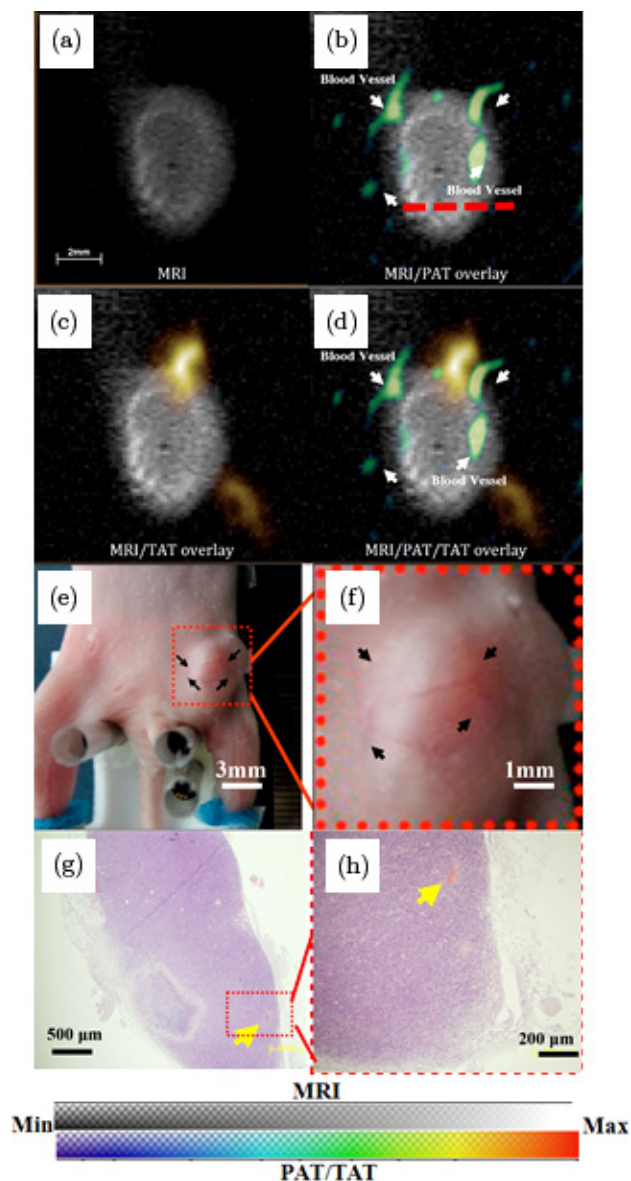 (a)
2mm
MRI
(b)
Blood Vessel
Blood Vessel
MRI/PAT overlay
(c)
MRI/TAT overlay
(d)
Blood Vessel
Blood Vessel
MRI/PAT/TAT overlay
(e)
3mm
(f)
1mm
(g)
500 μm
(h)
200 μm
MRI
Min
Max
PAT/TAT